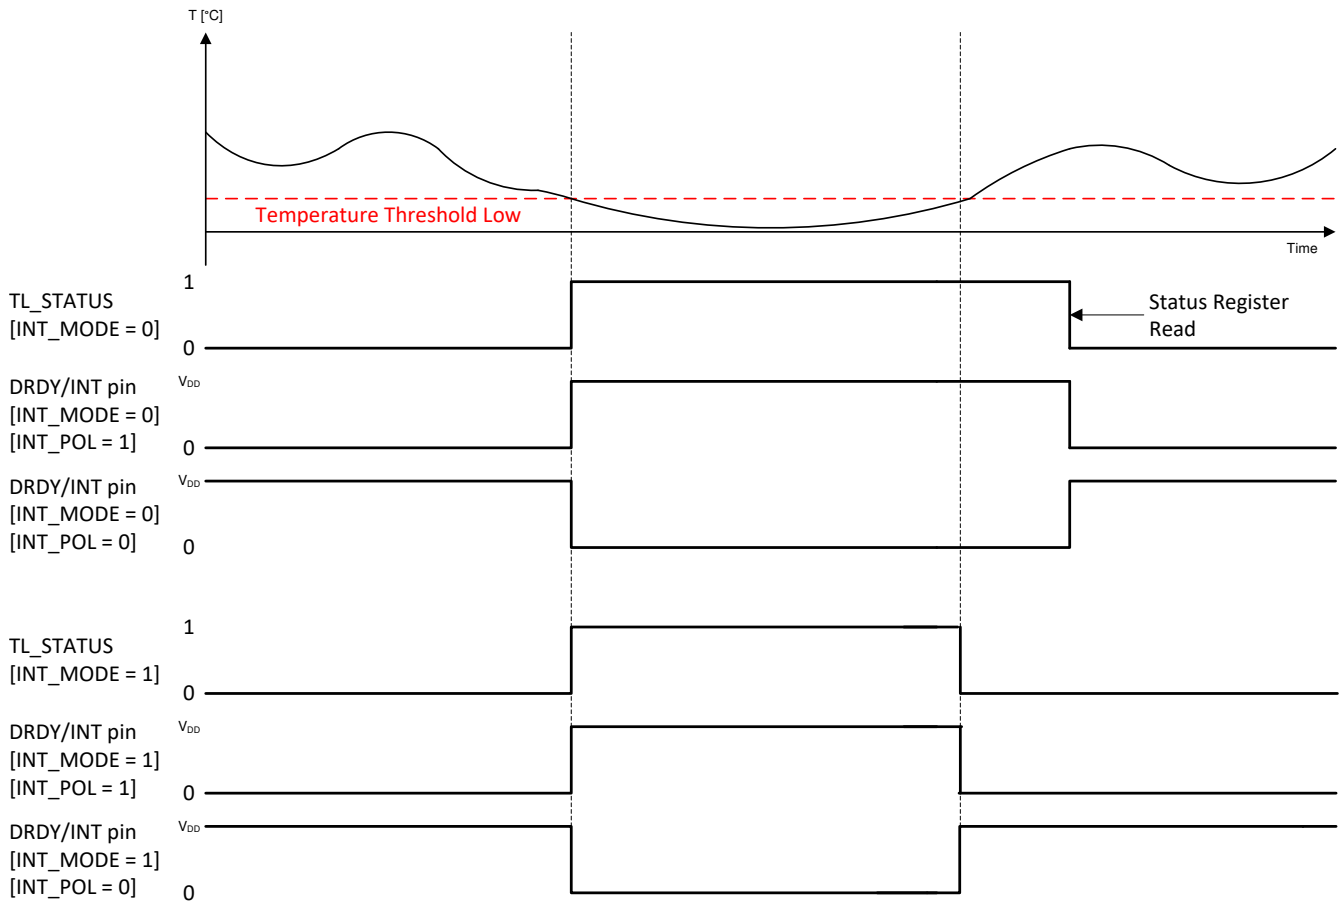 T [°C]
Temperature Threshold Low
Time
TL_STATUS
[INT_MODE = 0]
1
0
Status Register
Read
DRDY/INT pin
[INT_MODE = 0]
[INT_POL = 1]
VDD
0
DRDY/INT pin
[INT_MODE = 0]
[INT_POL = 0]
VDD
0
TL_STATUS
[INT_MODE = 1]
1
0
DRDY/INT pin
[INT_MODE = 1]
[INT_POL = 1]
VDD
0
DRDY/INT pin
[INT_MODE = 1]
[INT_POL = 0]
VDD
0